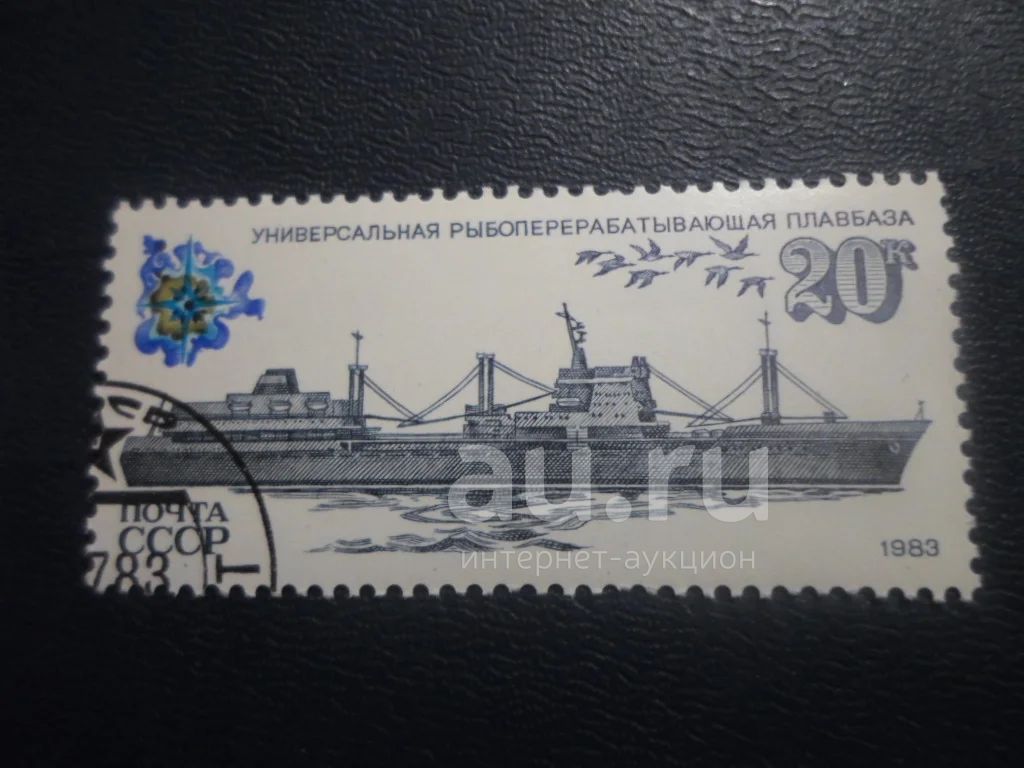 УНИВЕРСАЛЬНАЯ РЫБОПЕРЕРАБАТЫВАЮЩАЯ ПЛАВБАЗА
20К
au.ru
интернет-аукцион
ПОЧТА
СССР
1983
783